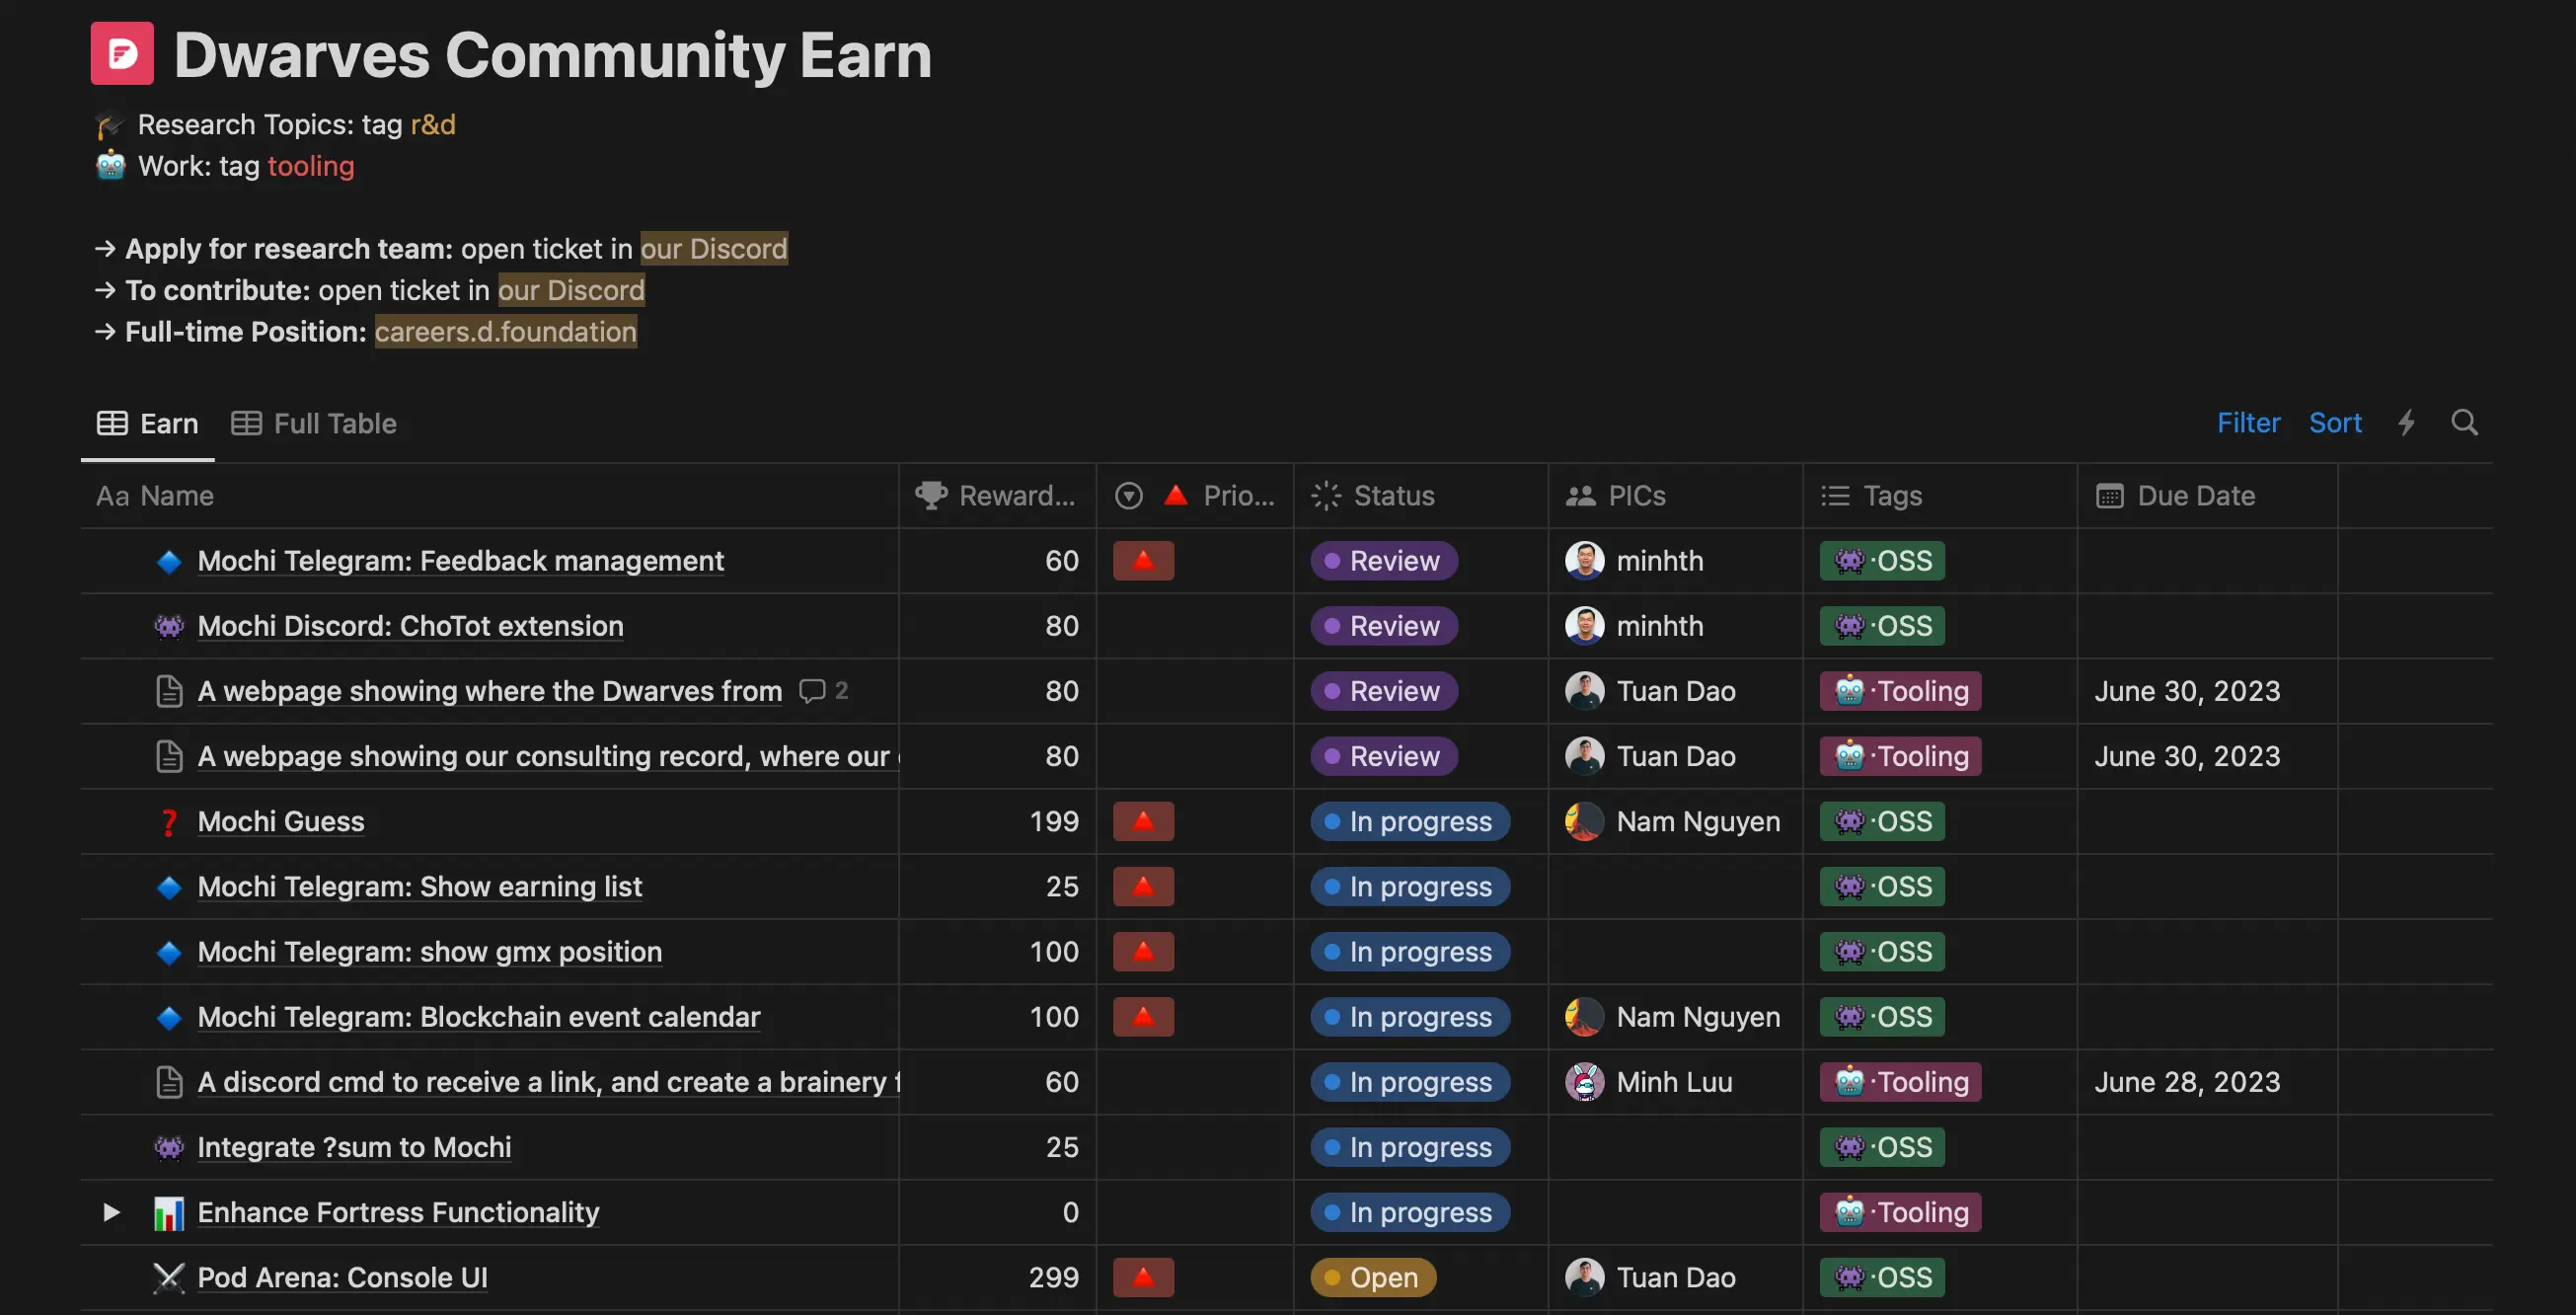 Dwarves Community Earn
Research Topics: tag r&d
Work: tag tooling
→ Apply for research team: open ticket in our Discord
→ To contribute: open ticket in our Discord
→ Full-time Position: careers.d.foundation
Earn Full Table Filter Sort
Aa Name Reward... Prio... Status PICs Tags Due Date
Mochi Telegram: Feedback management 60 Review minhth OSS
Mochi Discord: ChoTot extension 80 Review minhth OSS
A webpage showing where the Dwarves from 2 80 Review Tuan Dao Tooling June 30, 2023
A webpage showing our consulting record, where our 80 Review Tuan Dao Tooling June 30, 2023
Mochi Guess 199 In progress Nam Nguyen OSS
Mochi Telegram: Show earning list 25 In progress OSS
Mochi Telegram: show gmx position 100 In progress OSS
Mochi Telegram: Blockchain event calendar 100 In progress Nam Nguyen OSS
A discord cmd to receive a link, and create a brainery 60 In progress Minh Luu Tooling June 28, 2023
Integrate ?sum to Mochi 25 In progress OSS
Enhance Fortress Functionality 0 In progress Tooling
Pod Arena: Console UI 299 Open Tuan Dao OSS